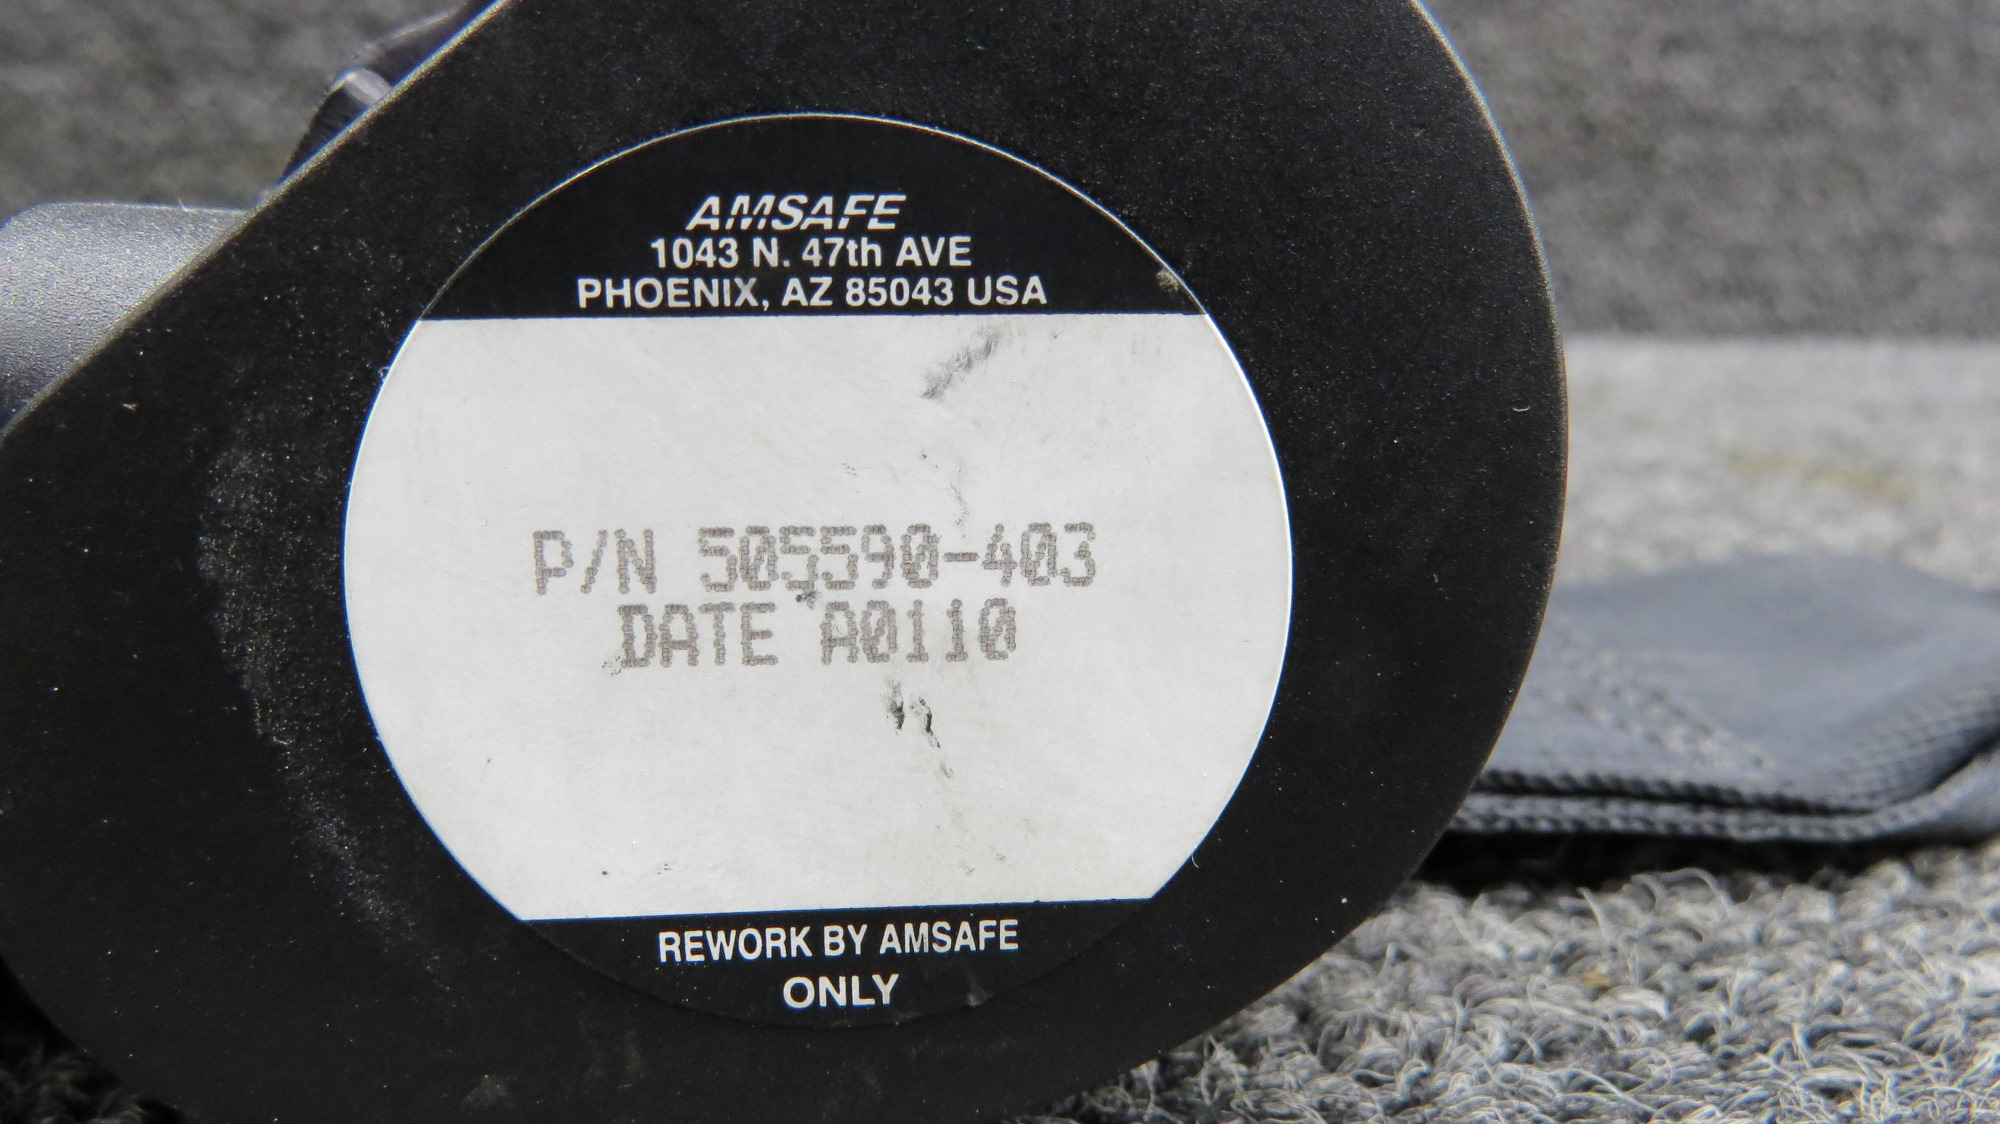 AMSAFE
1043 N. 47th AVE
PHOENIX, AZ 85043 USA
P/N 505590-403
DATE A0110
REWORK BY AMSAFE
ONLY